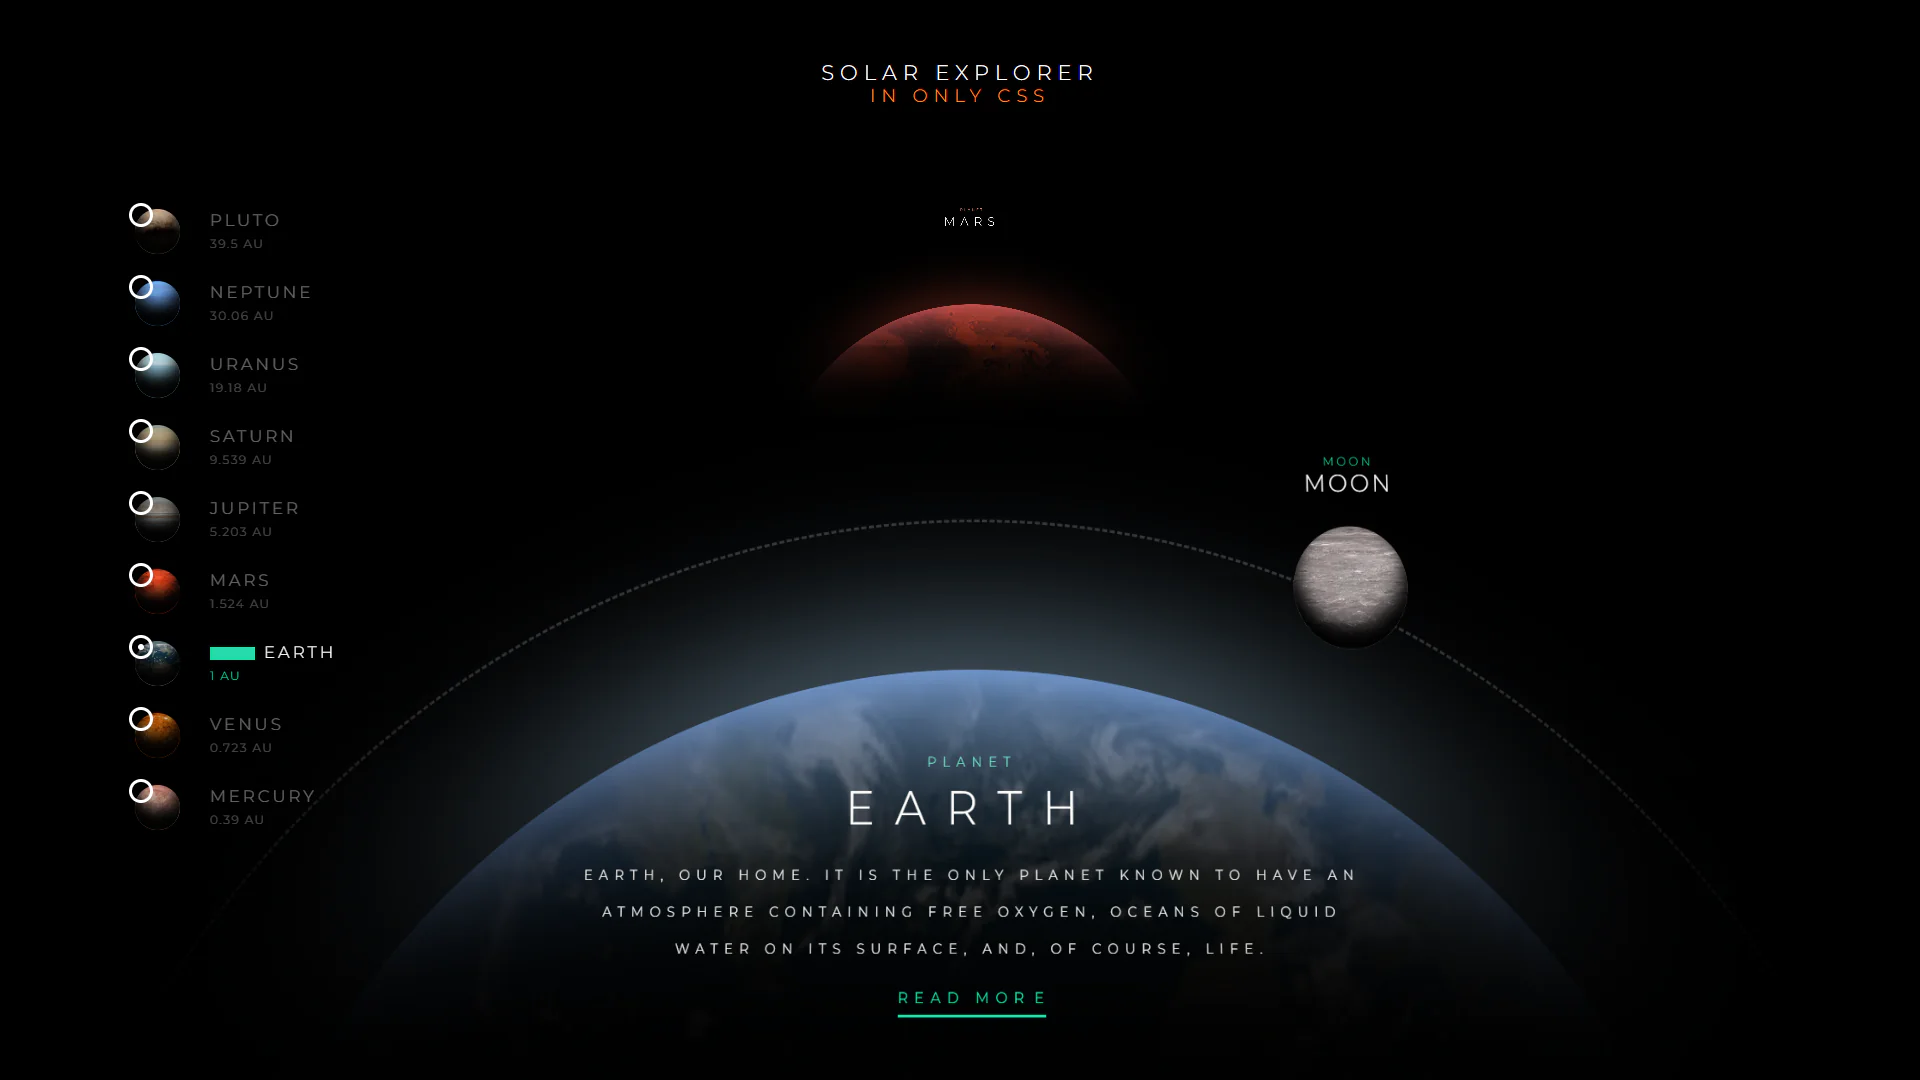 SOLAR EXPLORER
IN ONLY CSS
PLUTO
39.5 AU
NEPTUNE
30.06 AU
URANUS
19.18 AU
SATURN
9.539 AU
JUPITER
5.203 AU
MARS
1.524 AU
EARTH
1 AU
VENUS
0.723 AU
MERCURY
0.39 AU
MARS
MOON
MOON
PLANET
EARTH
EARTH, OUR HOME. IT IS THE ONLY PLANET KNOWN TO HAVE AN
ATMOSPHERE CONTAINING FREE OXYGEN, OCEANS OF LIQUID
WATER ON ITS SURFACE, AND, OF COURSE, LIFE.
READ MORE